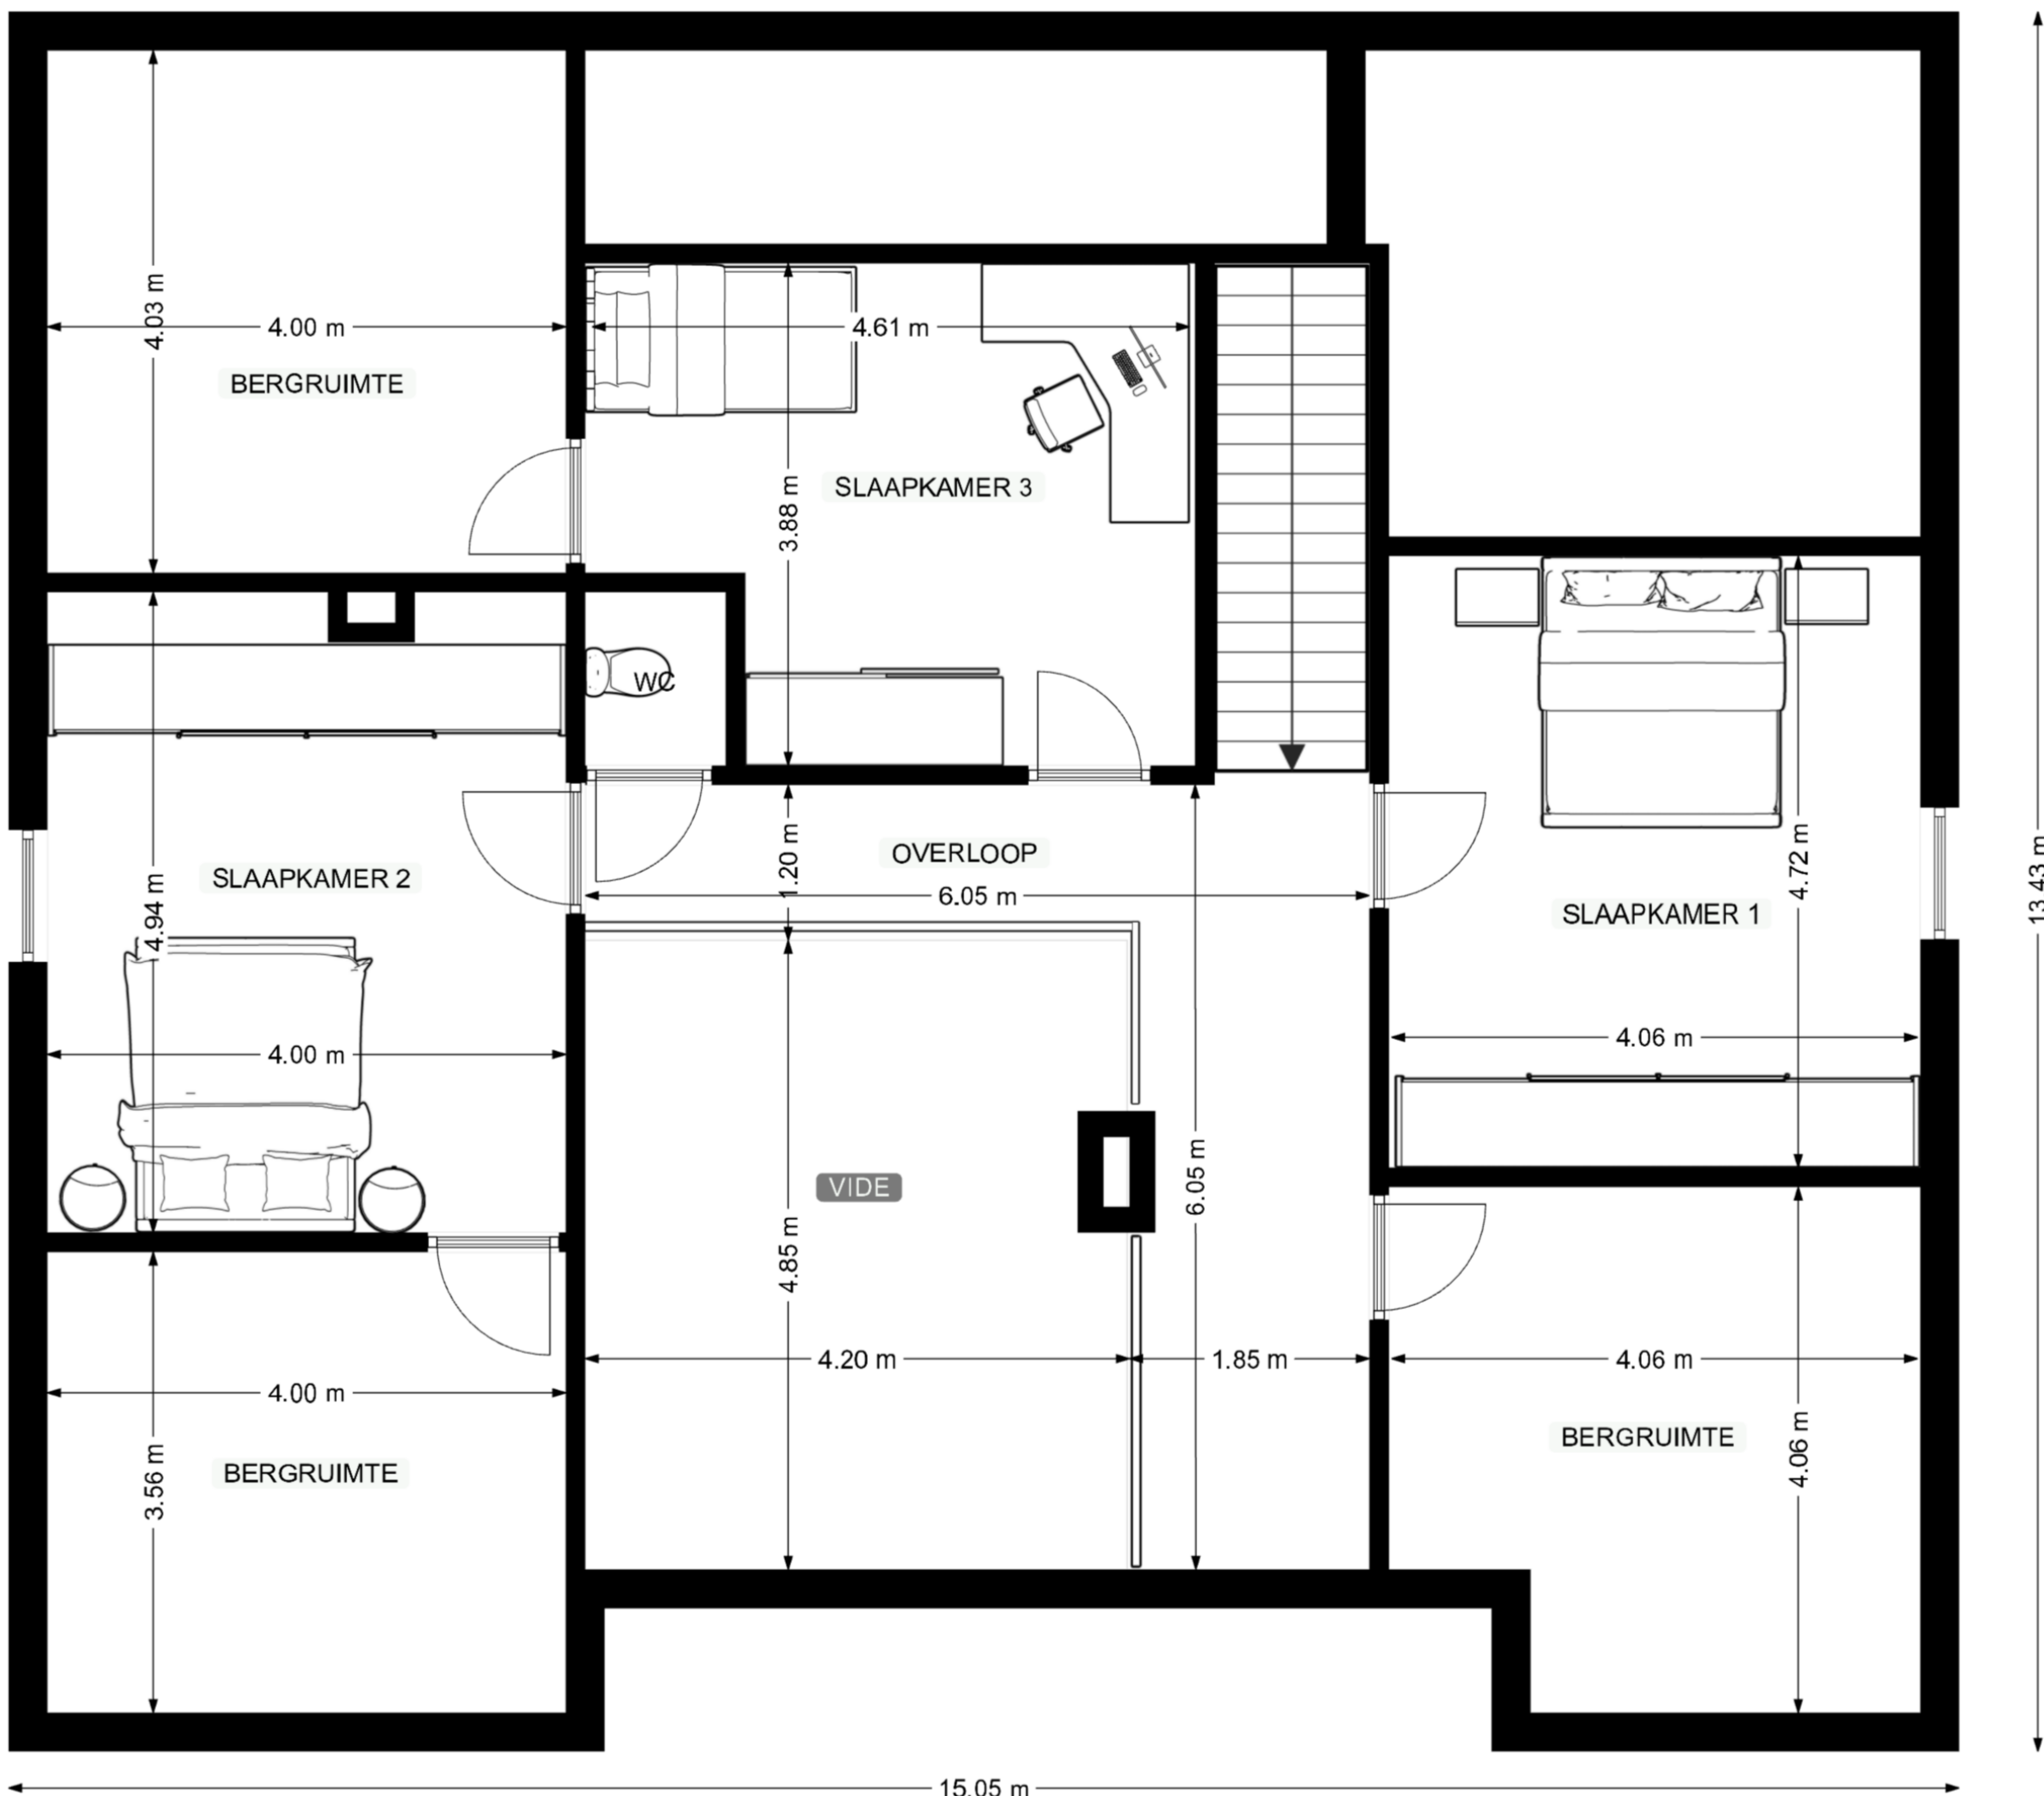 4.03 m
4.00 m
BERGRUIMTE
4.61 m
SLAAPKAMER 3
3.88 m
WC
SLAAPKAMER 2
4.94 m
4.00 m
1.20 m
OVERLOOP
6.05 m
4.72 m
SLAAPKAMER 1
13.43 m
4.06 m
VIDE
4.85 m
6.05 m
4.20 m
1.85 m
4.06 m
BERGRUIMTE
4.06 m
4.00 m
BERGRUIMTE
3.56 m
15.05 m